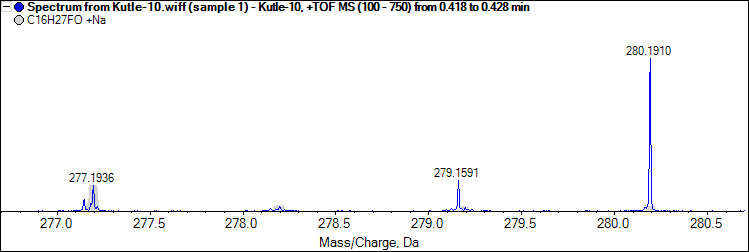 Spectrum from Kutle-10.wiff (sample 1) - Kutle-10, +TOF MS (100 - 750) from 0.418 to 0.428 min
C16H27FO +Na
280.1910
277.1936
279.1591
277.0 277.5 278.0 278.5 279.0 279.5 280.0 280.5
Mass/Charge, Da